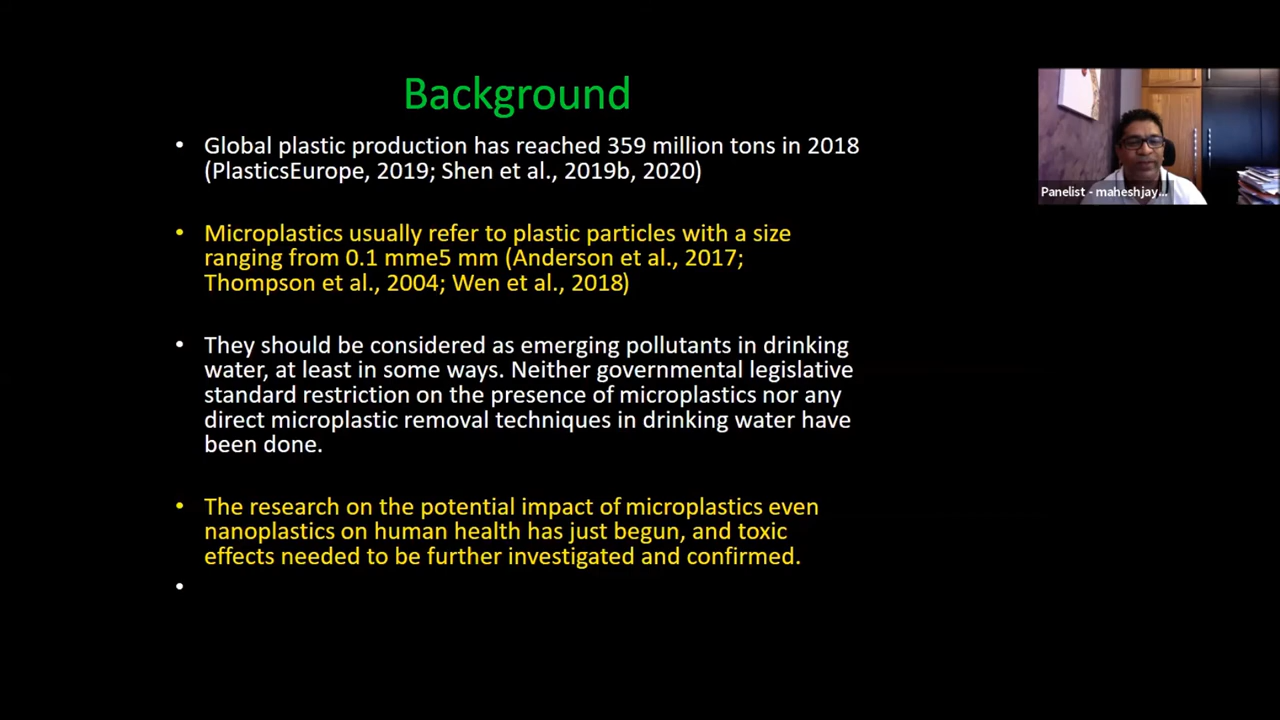 Background
• Global plastic production has reached 359 million tons in 2018
(PlasticsEurope, 2019; Shen et al., 2019b, 2020)
• Microplastics usually refer to plastic particles with a size
ranging from 0.1 mme5 mm (Anderson et al., 2017;
Thompson et al., 2004; Wen et al., 2018)
• They should be considered as emerging pollutants in drinking
water, at least in some ways. Neither governmental legislative
standard restriction on the presence of microplastics nor any
direct microplastic removal techniques in drinking water have
been done.
• The research on the potential impact of microplastics even
nanoplastics on human health has just begun, and toxic
effects needed to be further investigated and confirmed.
•
Panelist - maheshjay...